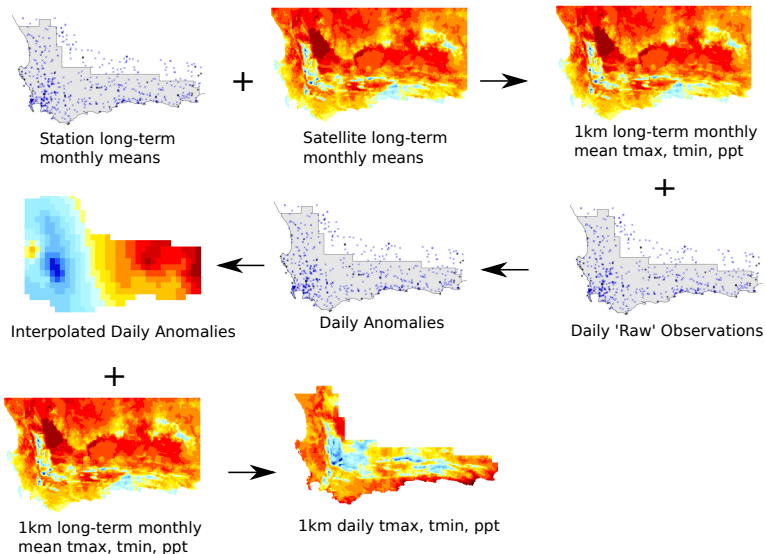 +
Station long-term
monthly means
Satellite long-term
monthly means
1km long-term monthly
mean tmax, tmin, ppt
+
Interpolated Daily Anomalies
Daily Anomalies
Daily 'Raw' Observations
+
1km long-term monthly
mean tmax, tmin, ppt
1km daily tmax, tmin, ppt